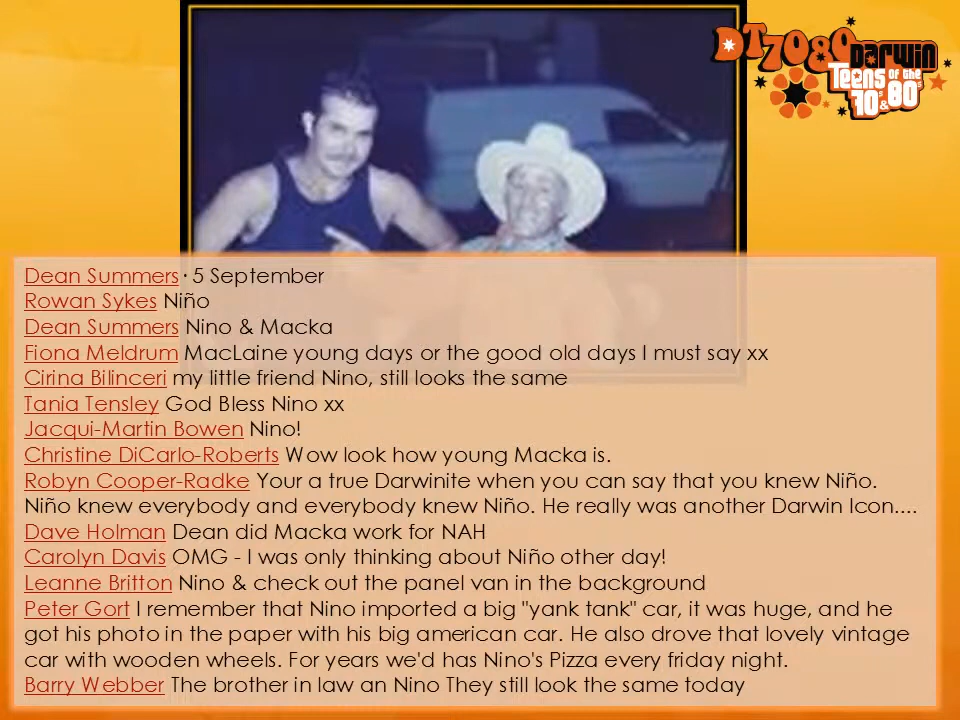 DT7080 Darwin
Teens of the
70s & 80s
Dean Summers · 5 September
Rowan Sykes Niño
Dean Summers Nino & Macka
Fiona Meldrum MacLaine young days or the good old days I must say xx
Cirina Bilinceri my little friend Nino, still looks the same
Tania Tensley God Bless Nino xx
Jacqui-Martin Bowen Nino!
Christine DiCarlo-Roberts Wow look how young Macka is.
Robyn Cooper-Radke Your a true Darwinite when you can say that you knew Niño.
Niño knew everybody and everybody knew Niño. He really was another Darwin Icon....
Dave Holman Dean did Macka work for NAH
Carolyn Davis OMG - I was only thinking about Niño other day!
Leanne Britton Nino & check out the panel van in the background
Peter Gort I remember that Nino imported a big "yank tank" car, it was huge, and he
got his photo in the paper with his big american car. He also drove that lovely vintage
car with wooden wheels. For years we'd has Nino's Pizza every friday night.
Barry Webber The brother in law an Nino They still look the same today